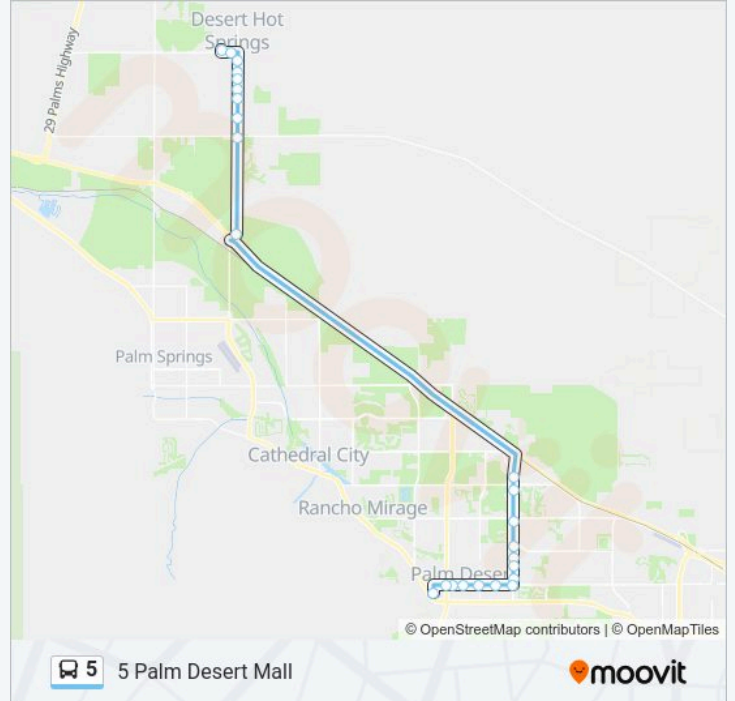 Desert Hot
Springs
29 Palms Highway
Palm Springs
Cathedral City
Rancho Mirage
Palm Desert
© OpenStreetMap contributors | © OpenMapTiles
5
5 Palm Desert Mall
moovit